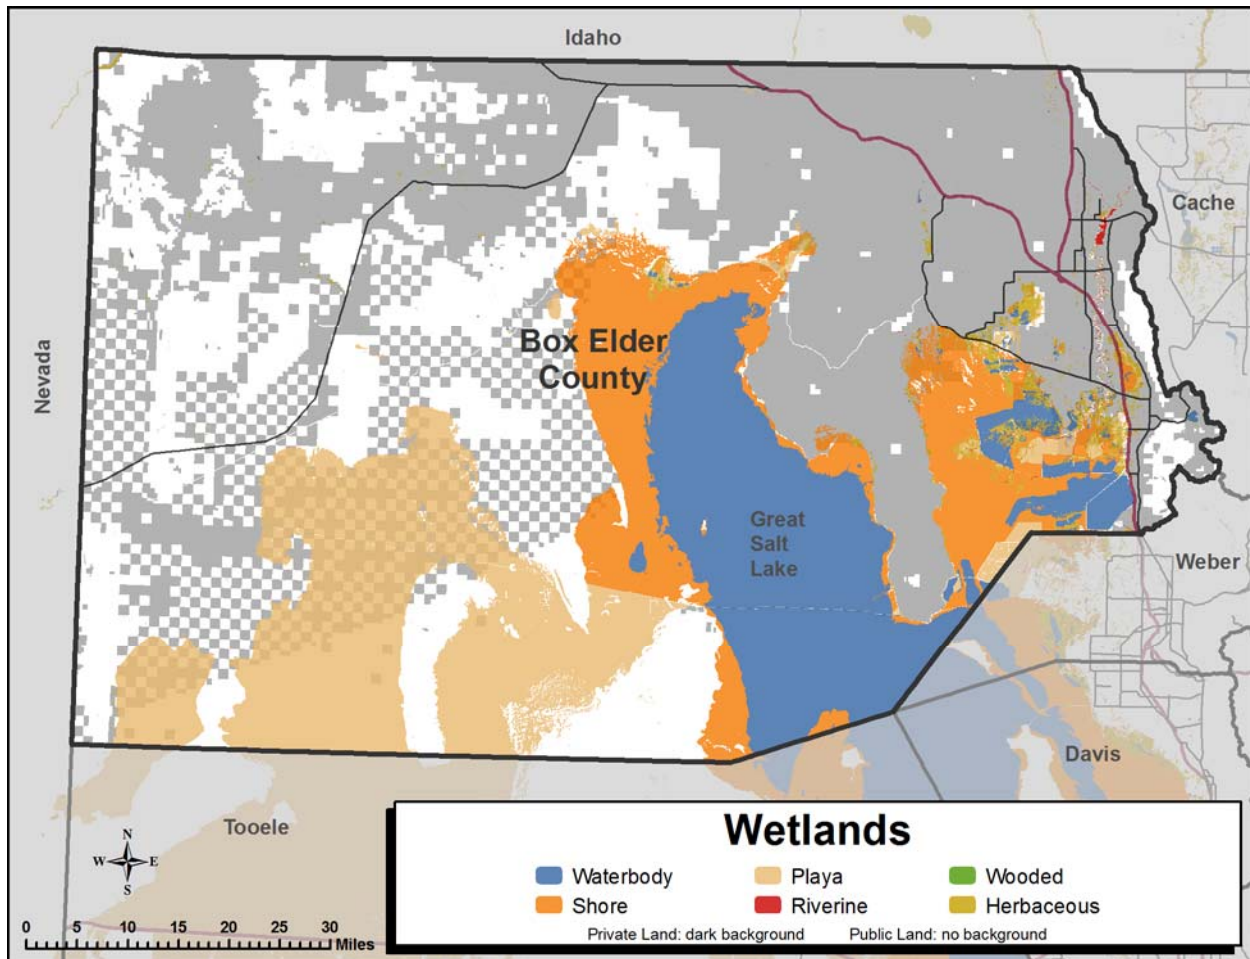 Idaho
Cache
Nevada
Box Elder
County
Great
Salt
Lake
Weber
Davis
Tooele
N
W E
S
0 5 10 15 20 25 30
Miles
Wetlands
Waterbody Playa Wooded
Shore Riverine Herbaceous
Private Land: dark background Public Land: no background